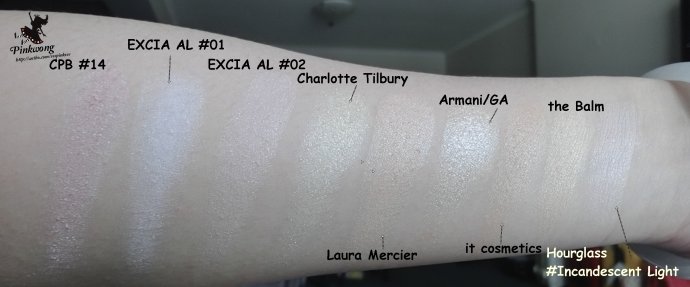 Pinkwong
CPB #14
EXCIA AL #01
EXCIA AL #02
Charlotte Tilbury
Armani/GA
the Balm
Laura Mercier
it cosmetics
Hourglass
#Incandescent Light